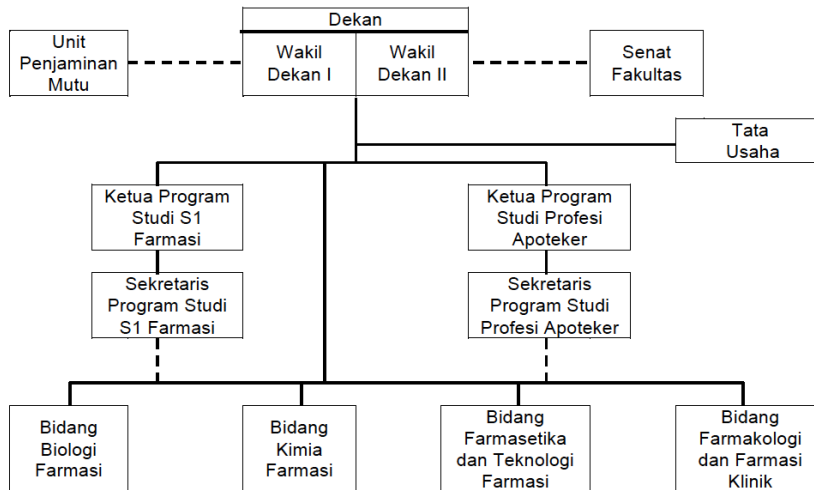 Dekan
Unit
Penjaminan
Mutu
Wakil
Dekan I
Wakil
Dekan II
Senat
Fakultas
Tata
Usaha
Ketua Program
Studi S1
Farmasi
Ketua Program
Studi Profesi
Apoteker
Sekretaris
Program Studi
S1 Farmasi
Sekretaris
Program Studi
Profesi Apoteker
Bidang
Biologi
Farmasi
Bidang
Kimia
Farmasi
Bidang
Farmasetika
dan Teknologi
Farmasi
Bidang
Farmakologi
dan Farmasi
Klinik